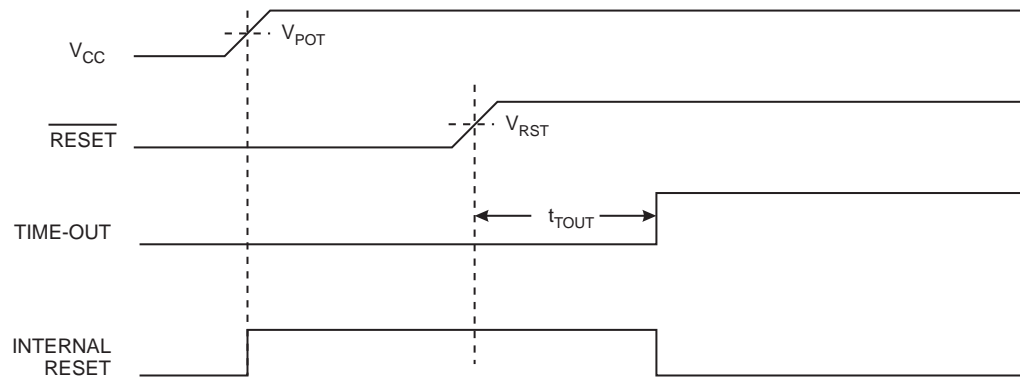 V_CC
V_POT
RESET
V_RST
TIME-OUT
t_TOUT
INTERNAL
RESET